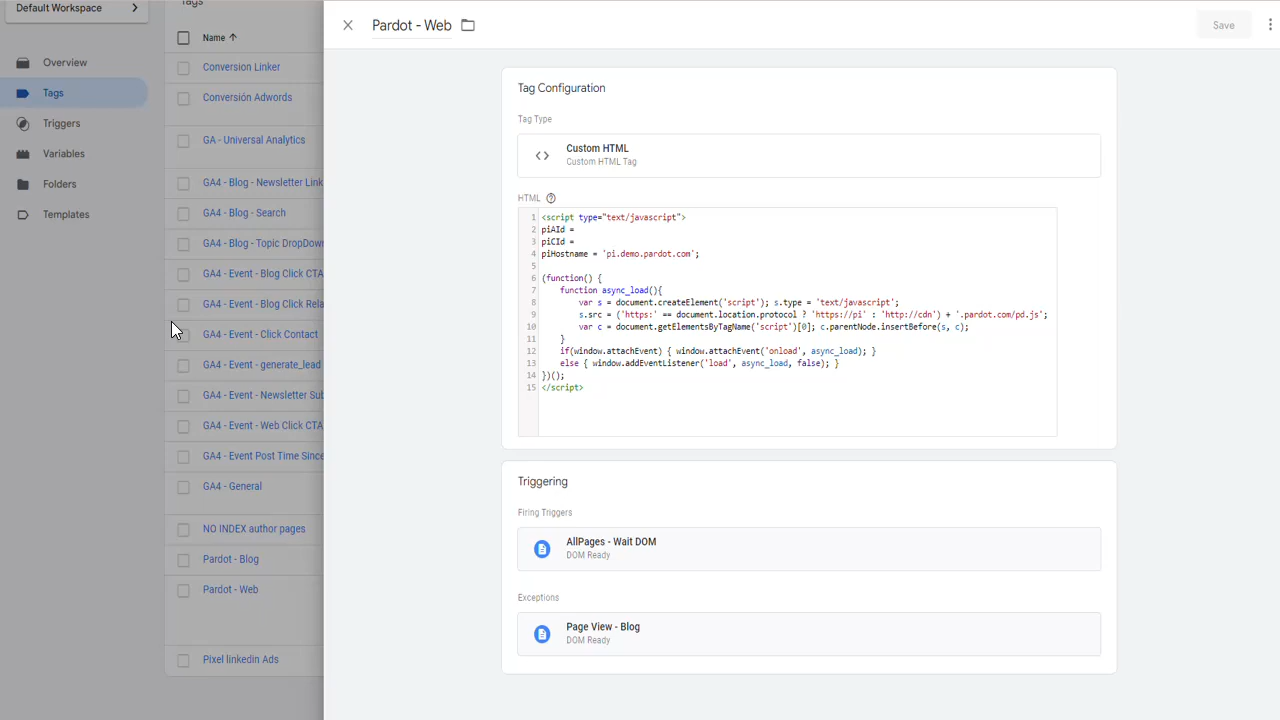 Default Workspace
Overview
Tags
Triggers
Variables
Folders
Templates
Tags
Name
Conversion Linker
Conversión Adwords
GA - Universal Analytics
GA4 - Blog - Newsletter Link
GA4 - Blog - Search
GA4 - Blog - Topic DropDow
GA4 - Event - Blog Click CTA
GA4 - Event - Blog Click Rela
GA4 - Event - Click Contact
GA4 - Event - generate_lead
GA4 - Event - Newsletter Sub
GA4 - Event - Web Click CTA
GA4 - Event Post Time Since
GA4 - General
NO INDEX author pages
Pardot - Blog
Pardot - Web
Pixel linkedin Ads
Pardot - Web
Save
Tag Configuration
Tag Type
Custom HTML
Custom HTML Tag
HTML
1 <script type="text/javascript">
2 piAId =
3 piCId =
4 piHostname = 'pi.demo.pardot.com';
5
6 (function() {
7 function async_load(){
8 var s = document.createElement('script'); s.type = 'text/javascript';
9 s.src = ('https:' == document.location.protocol ? 'https://pi' : 'http://cdn') + '.pardot.com/pd.js';
10 var c = document.getElementsByTagName('script')[0]; c.parentNode.insertBefore(s, c);
11 }
12 if(window.attachEvent) { window.attachEvent('onload', async_load); }
13 else { window.addEventListener('load', async_load, false); }
14 })();
15 </script>
Triggering
Firing Triggers
AllPages - Wait DOM
DOM Ready
Exceptions
Page View - Blog
DOM Ready